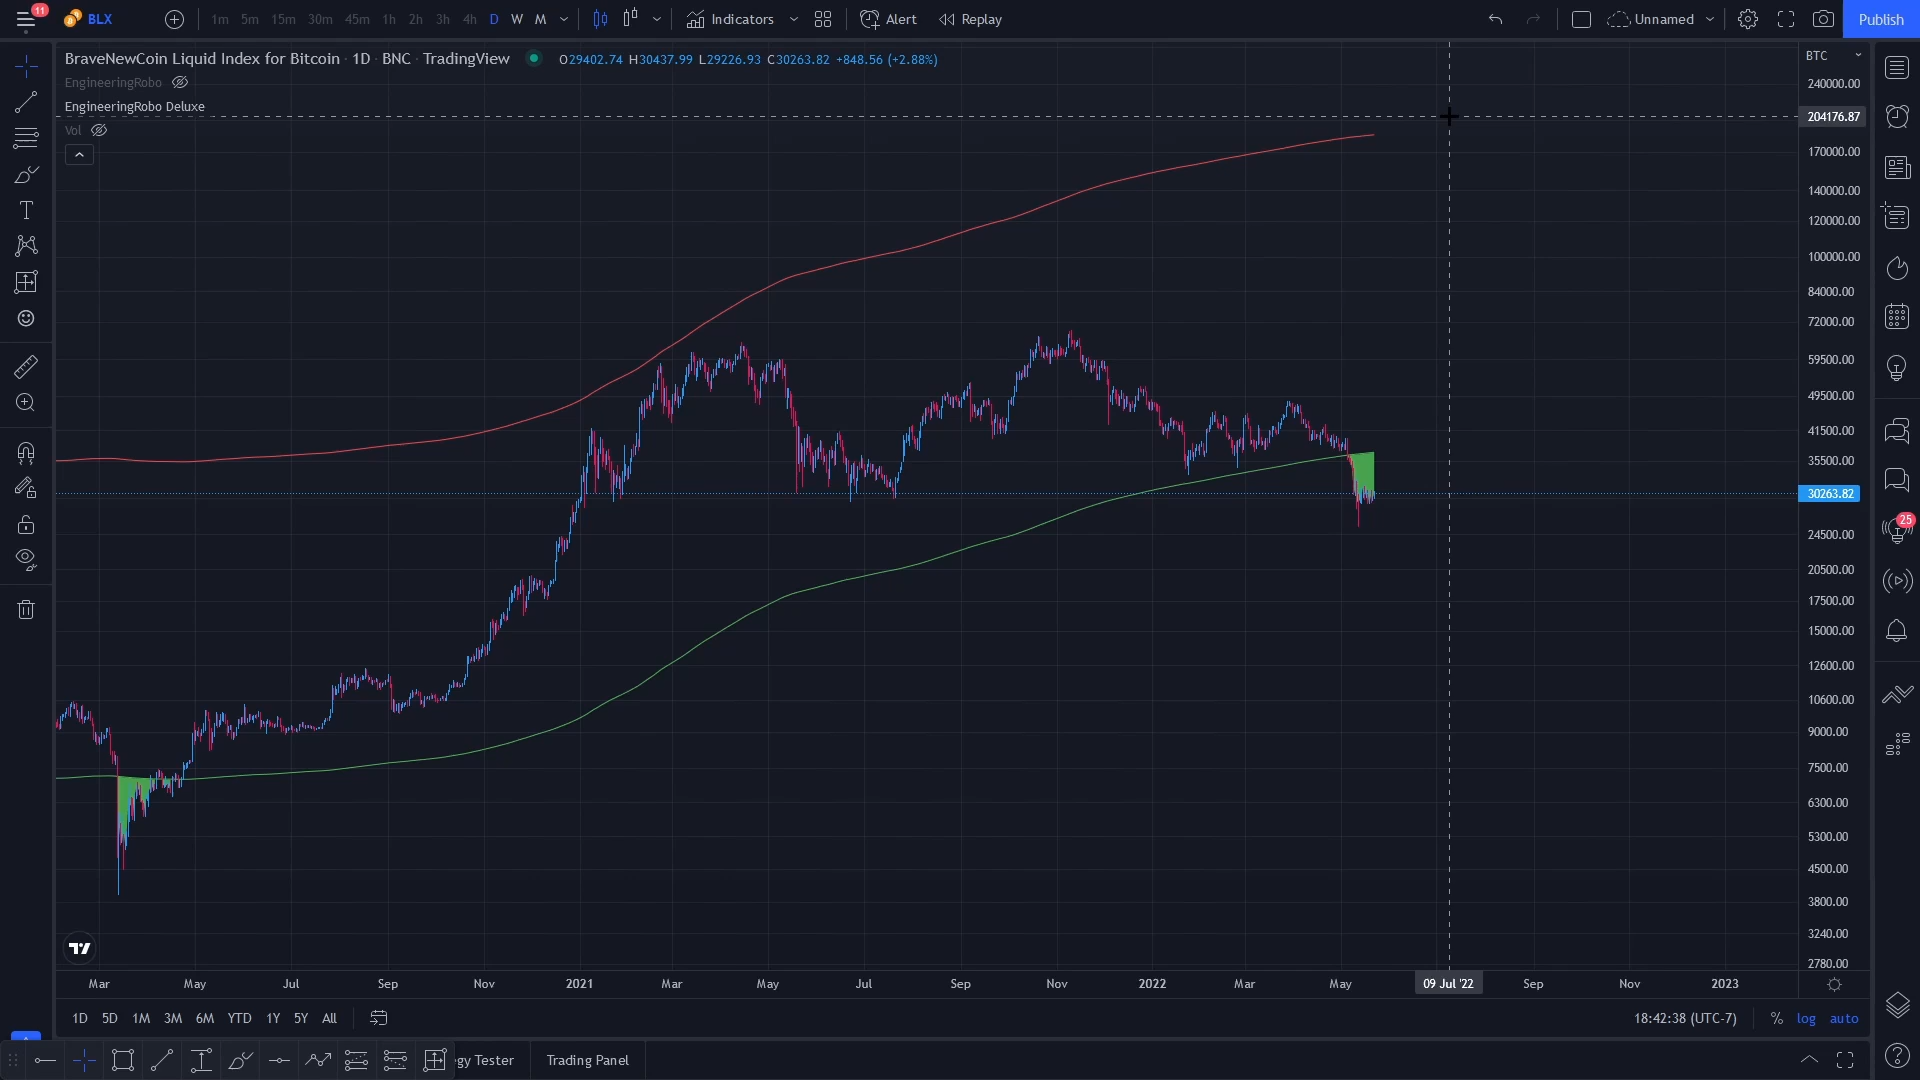 11
BLX
1m 5m 15m 30m 45m 1h 2h 3h 4h D W M
Indicators
Alert
Replay
Unnamed
Publish
BraveNewCoin Liquid Index for Bitcoin · 1D · BNC · TradingView
O29402.74 H30437.99 L29226.93 C30263.82 +848.56 (+2.88%)
EngineeringRobo
EngineeringRobo Deluxe
Vol
BTC
240000.00
204176.87
170000.00
140000.00
120000.00
100000.00
84000.00
72000.00
59500.00
49500.00
41500.00
35500.00
30263.82
24500.00
20500.00
17500.00
15000.00
12600.00
10600.00
9000.00
7500.00
6300.00
5300.00
4500.00
3800.00
3240.00
2780.00
25
Mar May Jul Sep Nov 2021 Mar May Jul Sep Nov 2022 Mar May 09 Jul '22 Sep Nov 2023
1D 5D 1M 3M 6M YTD 1Y 5Y All
18:42:38 (UTC-7)
% log auto
gy Tester
Trading Panel